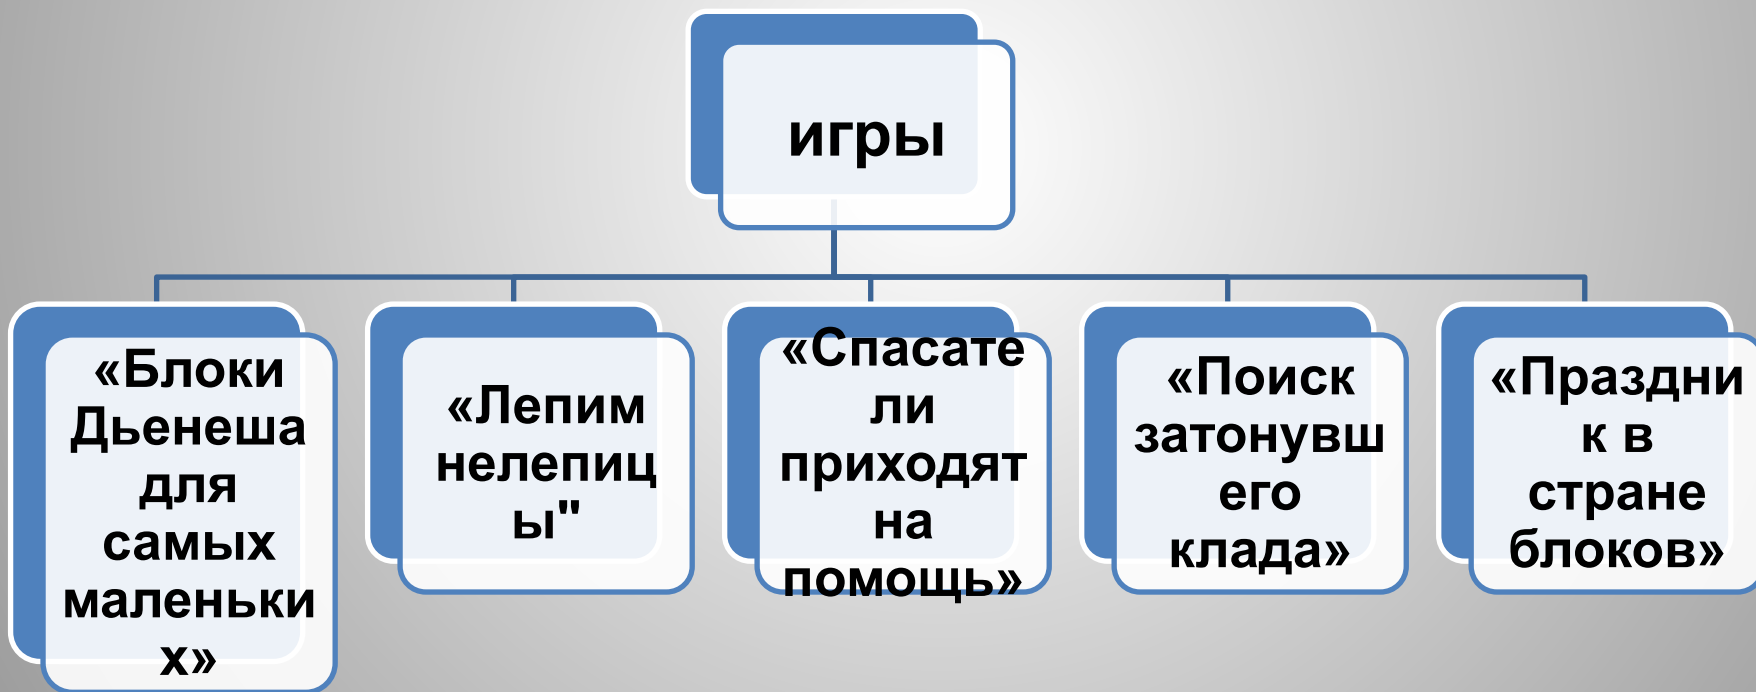 игры
«Блоки
Дьенеша
для
самых
маленьки
х»
«Лепим
нелепиц
ы"
«Спасате
ли
приходят
на
помощь»
«Поиск
затонувш
его
клада»
«Праздни
к в
стране
блоков»